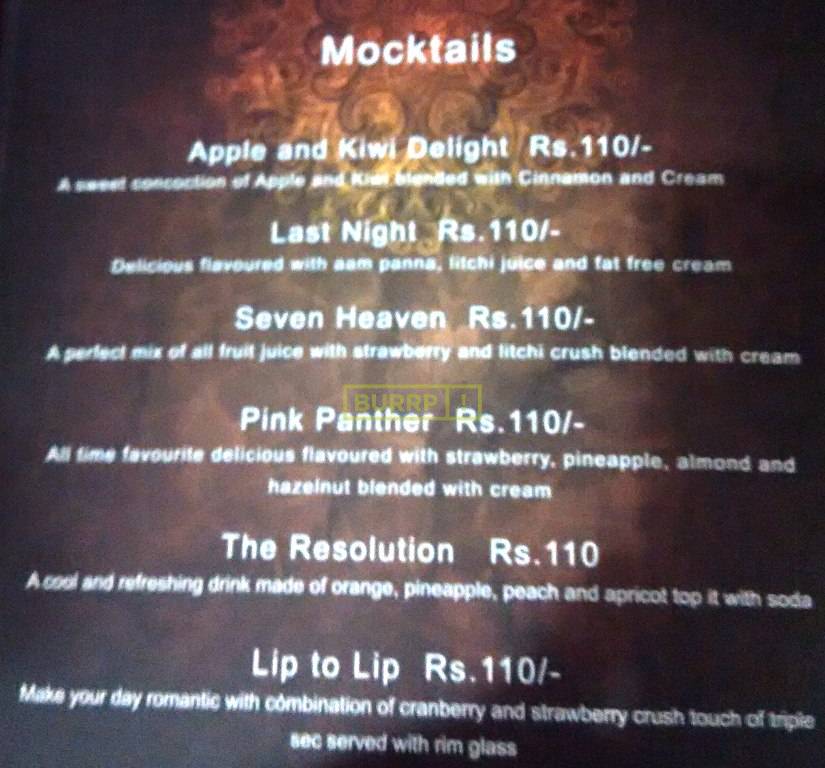 Mocktails
Apple and Kiwi Delight Rs.110/-
A sweet concoction of Apple and Kiwi blended with Cinnamon and Cream
Last Night Rs.110/-
Delicious flavoured with aam panna, litchi juice and fat free cream
Seven Heaven Rs.110/-
A perfect mix of all fruit juice with strawberry and litchi crush blended with cream
BURRP!
Pink Panther Rs.110/-
All time favourite delicious flavoured with strawberry, pineapple, almond and
hazelnut blended with cream
The Resolution Rs.110
A cool and refreshing drink made of orange, pineapple, peach and apricot top it with soda
Lip to Lip Rs.110/-
Make your day romantic with combination of cranberry and strawberry crush touch of triple
sec served with rim glass